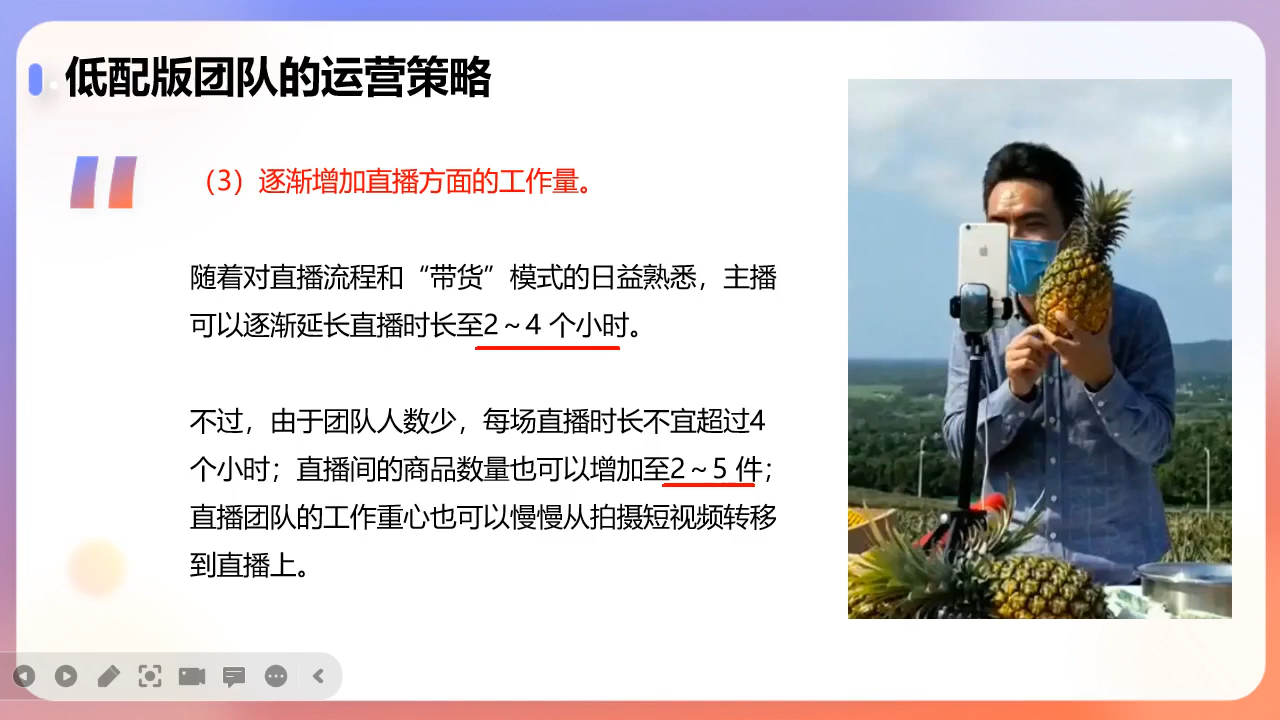 低配版团队的运营策略
（3）逐渐增加直播方面的工作量。
随着对直播流程和“带货”模式的日益熟悉，主播
可以逐渐延长直播时长至2～4 个小时。
不过，由于团队人数少，每场直播时长不宜超过4
个小时；直播间的商品数量也可以增加至2～5 件；
直播团队的工作重心也可以慢慢从拍摄短视频转移
到直播上。